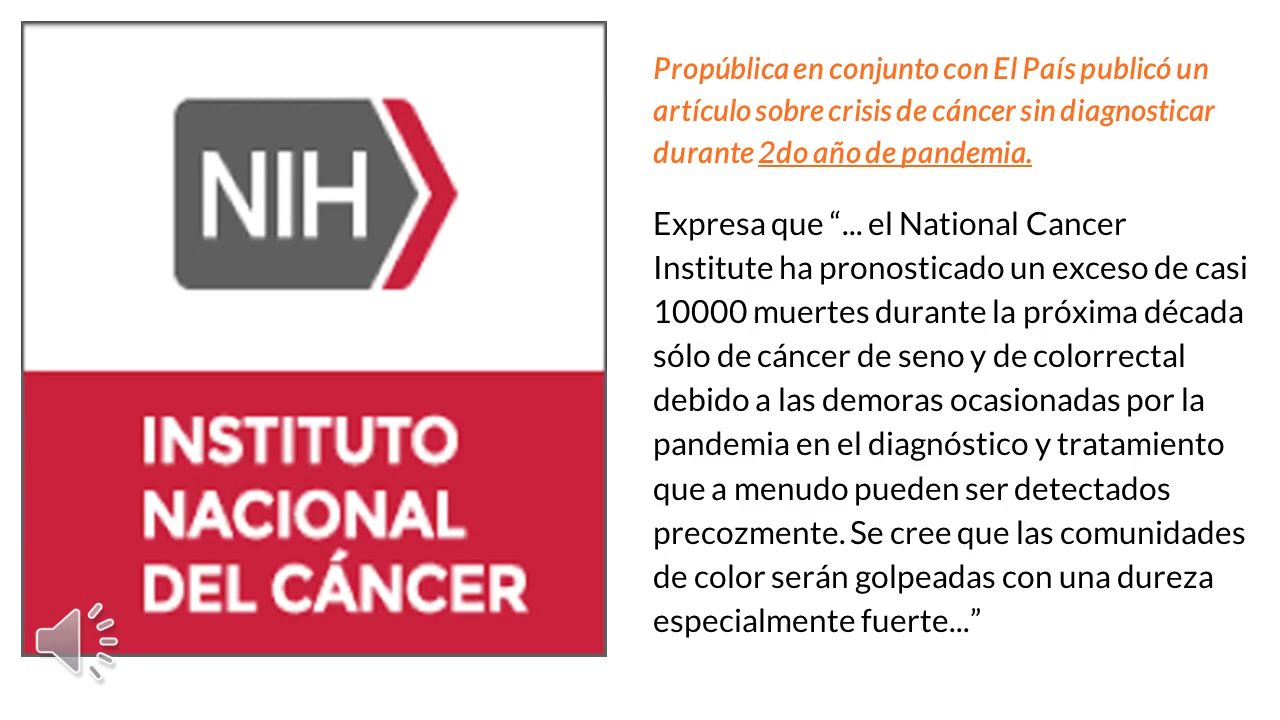 NIH
INSTITUTO
NACIONAL
DEL CÁNCER
Propública en conjunto con El País publicó un
artículo sobre crisis de cáncer sin diagnosticar
durante 2do año de pandemia.
Expresa que “... el National Cancer
Institute ha pronosticado un exceso de casi
10000 muertes durante la próxima década
sólo de cáncer de seno y de colorrectal
debido a las demoras ocasionadas por la
pandemia en el diagnóstico y tratamiento
que a menudo pueden ser detectados
precozmente. Se cree que las comunidades
de color serán golpeadas con una dureza
especialmente fuerte...”